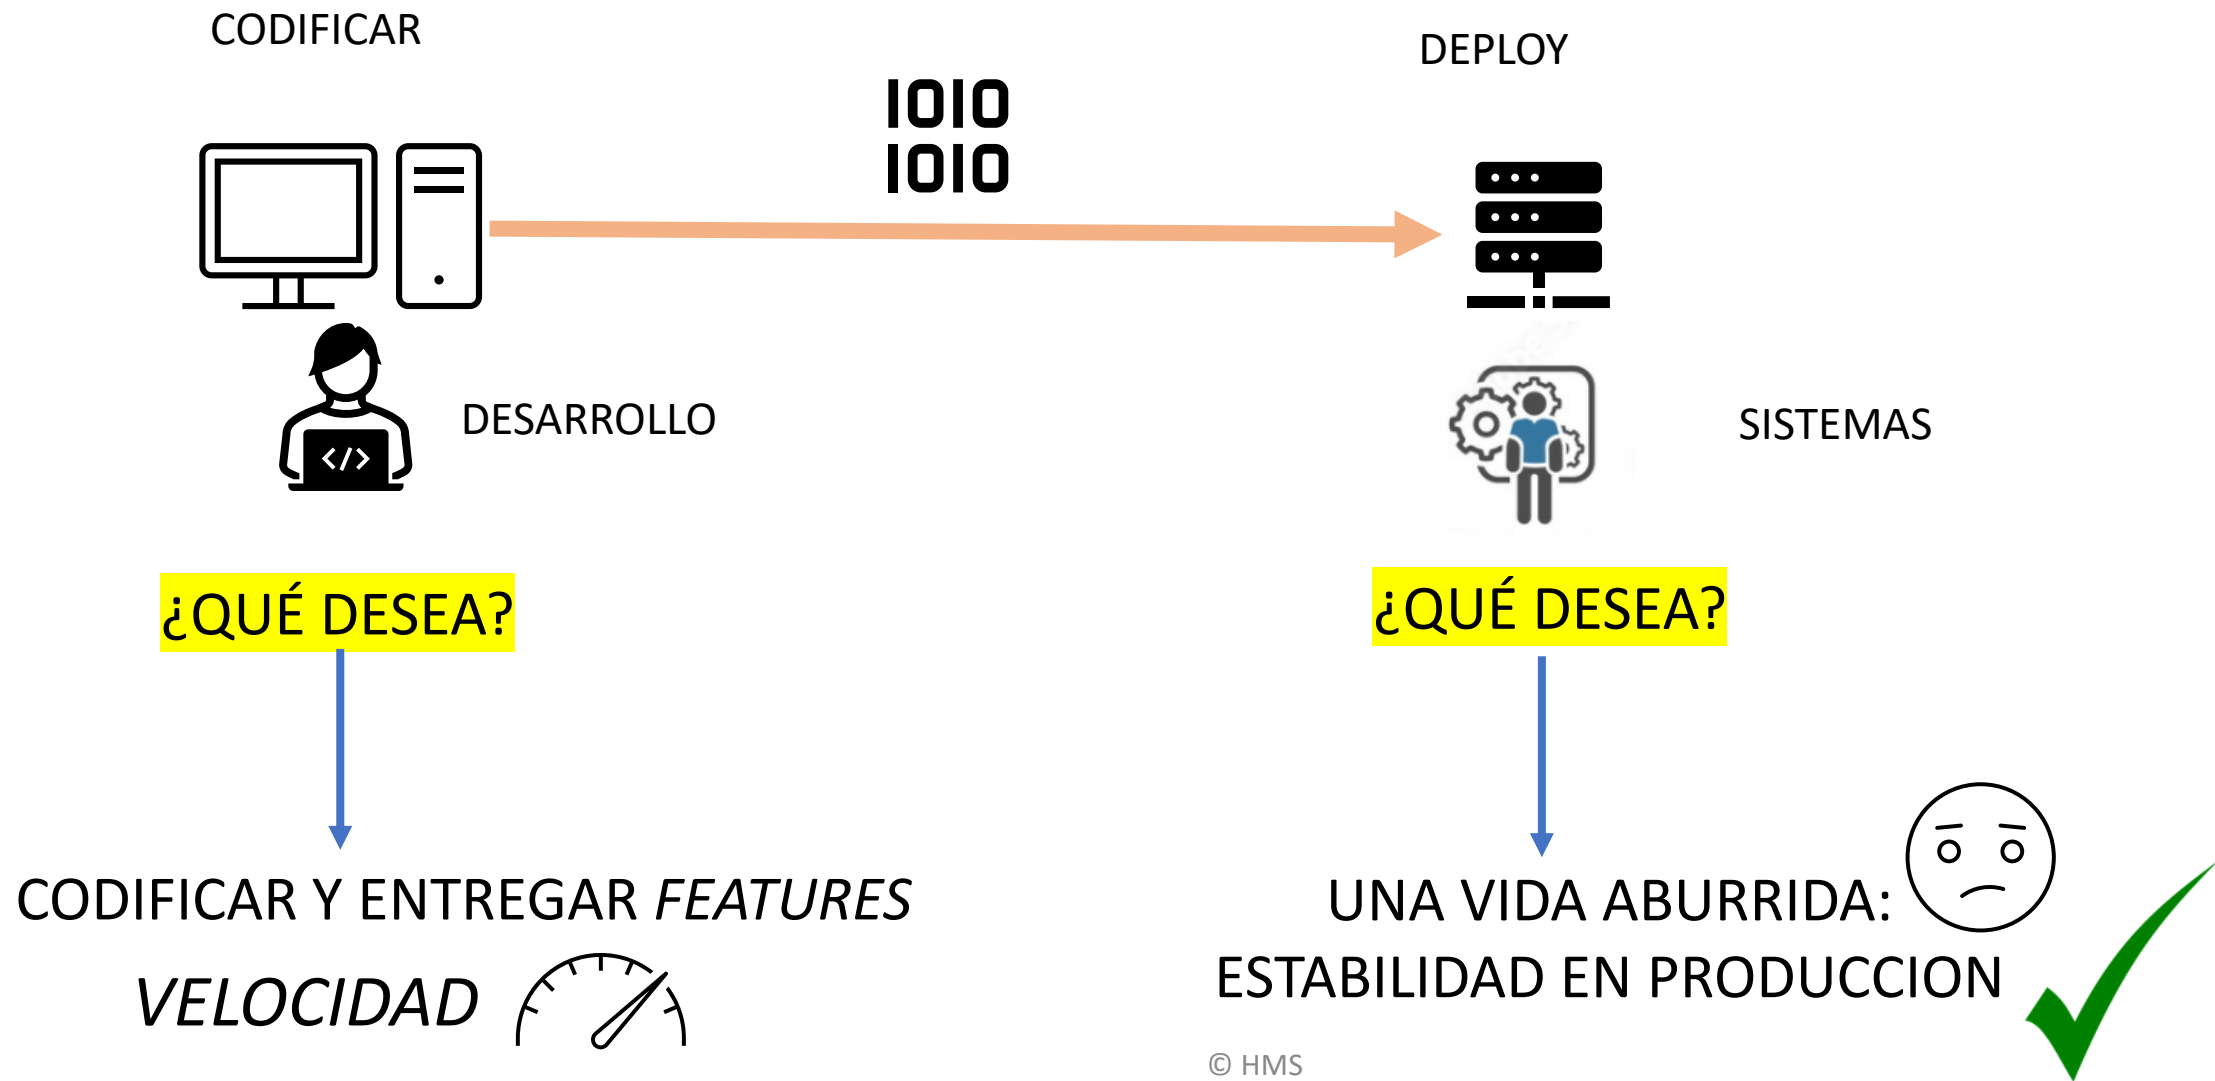 CODIFICAR
DEPLOY
1010
1010
</>
DESARROLLO
SISTEMAS
¿QUÉ DESEA?
¿QUÉ DESEA?
CODIFICAR Y ENTREGAR FEATURES
VELOCIDAD
UNA VIDA ABURRIDA:
ESTABILIDAD EN PRODUCCION
© HMS